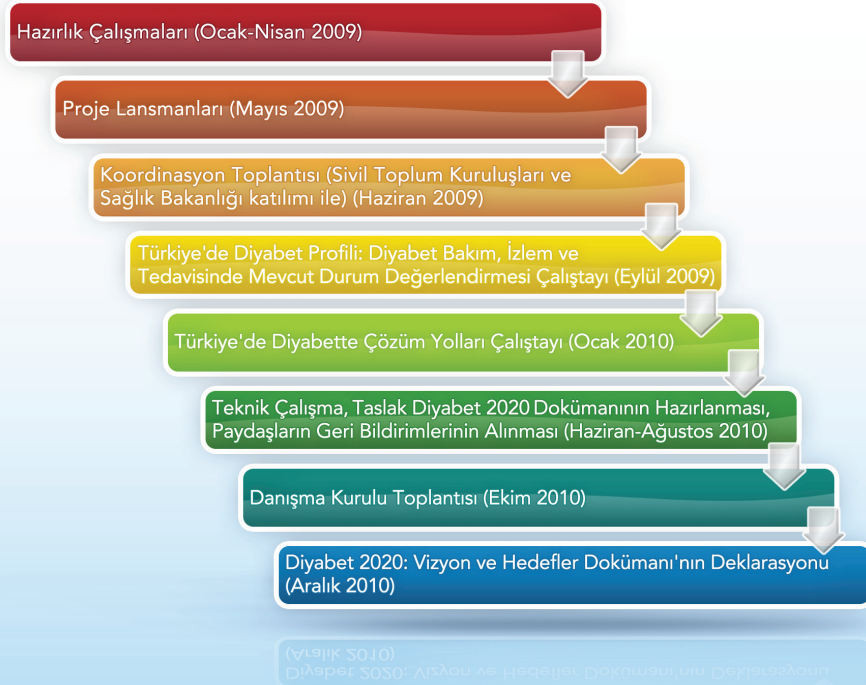 Hazırlık Çalışmaları (Ocak-Nisan 2009)
Proje Lansmanları (Mayıs 2009)
Koordinasyon Toplantısı (Sivil Toplum Kuruluşları ve
Sağlık Bakanlığı katılımı ile) (Haziran 2009)
Türkiye'de Diyabet Profili: Diyabet Bakım, İzlem ve
Tedavisinde Mevcut Durum Değerlendirmesi Çalıştayı (Eylül 2009)
Türkiye'de Diyabette Çözüm Yolları Çalıştayı (Ocak 2010)
Teknik Çalışma, Taslak Diyabet 2020 Dokümanının Hazırlanması,
Paydaşların Geri Bildirimlerinin Alınması (Haziran-Ağustos 2010)
Danışma Kurulu Toplantısı (Ekim 2010)
Diyabet 2020: Vizyon ve Hedefler Dokümanı'nın Deklarasyonu
(Aralık 2010)